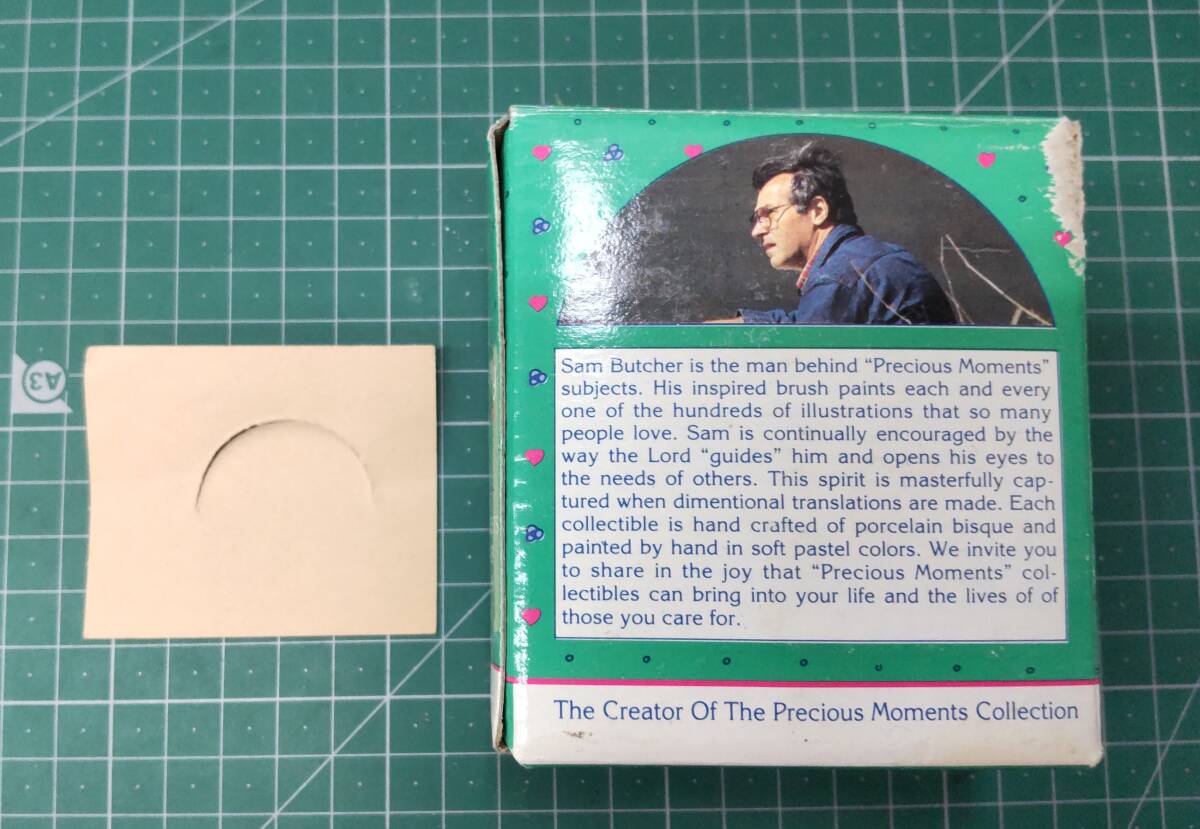 A3
Sam Butcher is the man behind “Precious Moments”
subjects. His inspired brush paints each and every
one of the hundreds of illustrations that so many
people love. Sam is continually encouraged by the
way the Lord “guides” him and opens his eyes to
the needs of others. This spirit is masterfully cap-
tured when dimentional translations are made. Each
collectible is hand crafted of porcelain bisque and
painted by hand in soft pastel colors. We invite you
to share in the joy that “Precious Moments” col-
lectibles can bring into your life and the lives of of
those you care for.
The Creator Of The Precious Moments Collection